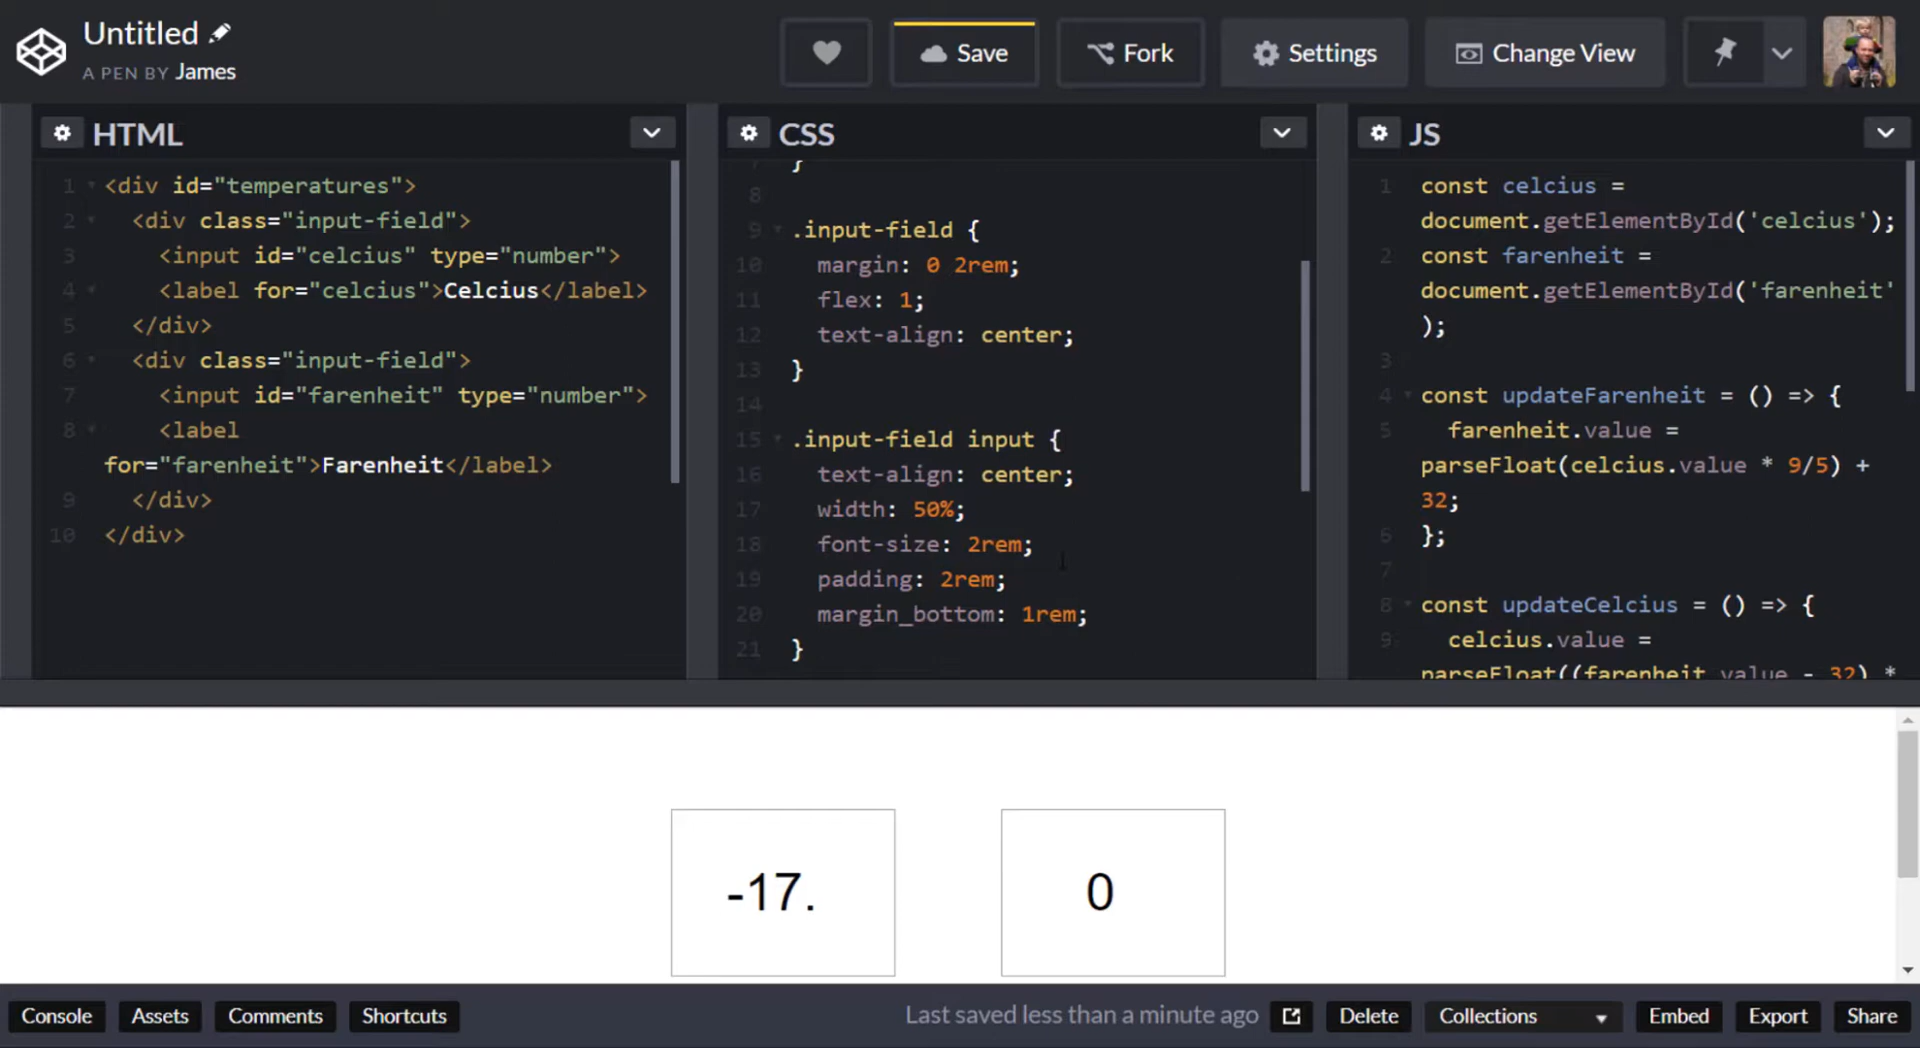 Untitled
A PEN BY James
Save
Fork
Settings
Change View
HTML
1 <div id="temperatures">
2 <div class="input-field">
3 <input id="celcius" type="number">
4 <label for="celcius">Celcius</label>
5 </div>
6 <div class="input-field">
7 <input id="farenheit" type="number">
8 <label
for="farenheit">Farenheit</label>
9 </div>
10 </div>
CSS
7 }
8
9 .input-field {
10 margin: 0 2rem;
11 flex: 1;
12 text-align: center;
13 }
14
15 .input-field input {
16 text-align: center;
17 width: 50%;
18 font-size: 2rem;
19 padding: 2rem;
20 margin_bottom: 1rem;
21 }
JS
1 const celcius =
document.getElementById('celcius');
2 const farenheit =
document.getElementById('farenheit'
);
3
4 const updateFarenheit = () => {
5 farenheit.value =
parseFloat(celcius.value * 9/5) +
32;
6 };
7
8 const updateCelcius = () => {
9 celcius.value =
parseFloat((farenheit.value - 32) *
-17.
0
Console
Assets
Comments
Shortcuts
Last saved less than a minute ago
Delete
Collections
Embed
Export
Share